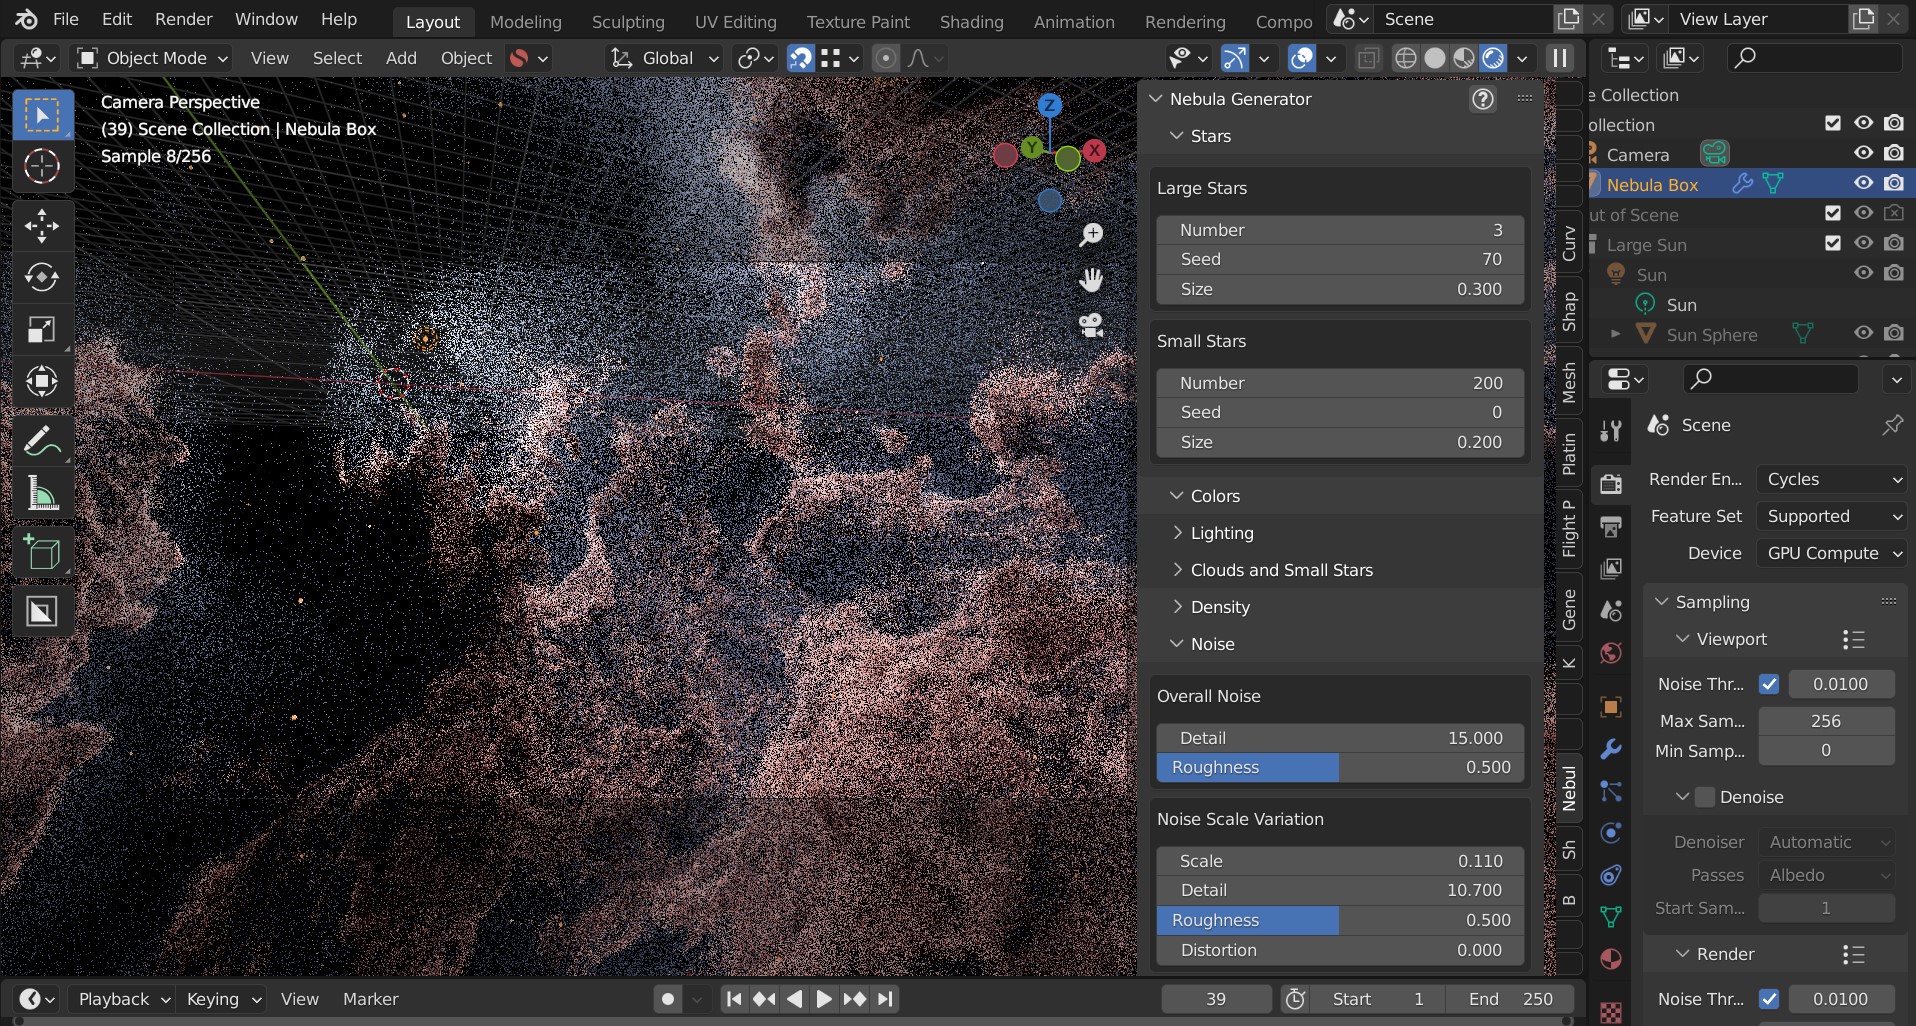 File Edit Render Window Help Layout Modeling Sculpting UV Editing Texture Paint Shading Animation Rendering Compo Scene View Layer
Object Mode View Select Add Object Global
Camera Perspective
(39) Scene Collection | Nebula Box
Sample 8/256
Z
Y
X
Nebula Generator
Stars
Large Stars
Number 3
Seed 70
Size 0.300
Small Stars
Number 200
Seed 0
Size 0.200
Colors
Lighting
Clouds and Small Stars
Density
Noise
Overall Noise
Detail 15.000
Roughness 0.500
Noise Scale Variation
Scale 0.110
Detail 10.700
Roughness 0.500
Distortion 0.000
Curv
Shap
Mesh
Platin
Flight P
Gene
K
Nebul
Sh
B
e Collection
ollection
Camera
Nebula Box
ut of Scene
Large Sun
Sun
Sun
Sun Sphere
Scene
Render En... Cycles
Feature Set Supported
Device GPU Compute
Sampling
Viewport
Noise Thr... 0.0100
Max Sam... 256
Min Samp... 0
Denoise
Denoiser Automatic
Passes Albedo
Start Sam... 1
Render
Noise Thr... 0.0100
Playback Keying View Marker 39 Start 1 End 250